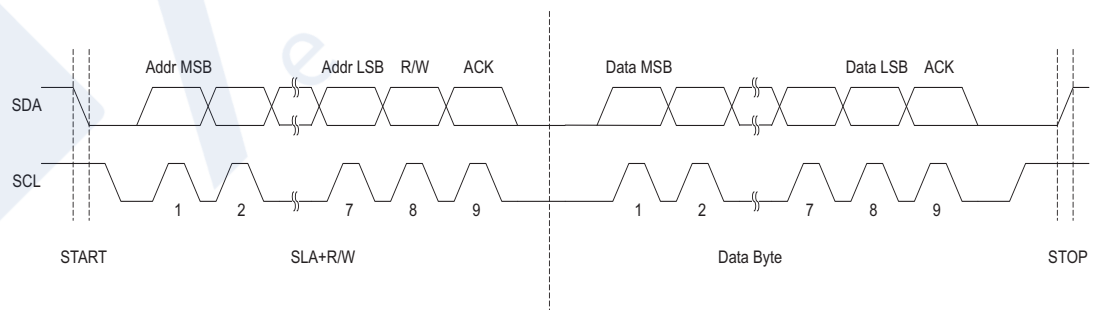 Addr MSB Addr LSB R/W ACK Data MSB Data LSB ACK
SDA
SCL
1 2 7 8 9 1 2 7 8 9
START SLA+R/W Data Byte STOP